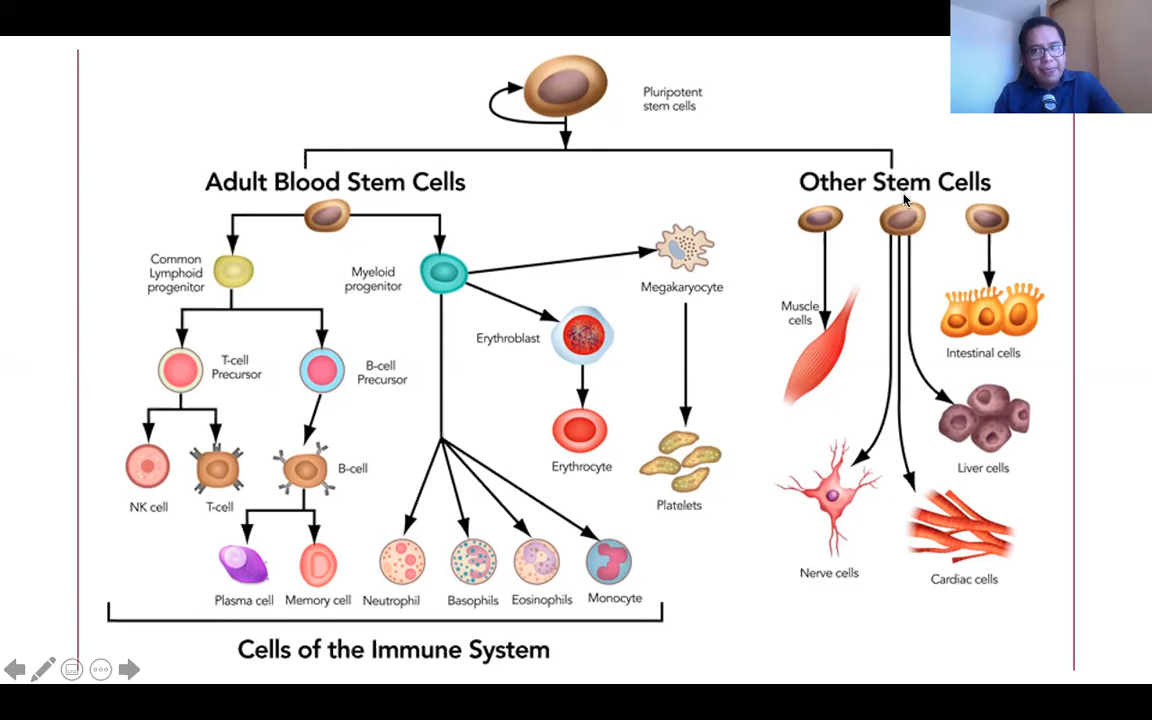 Pluripotent
stem cells
Adult Blood Stem Cells
Other Stem Cells
Common
Lymphoid
progenitor
Myeloid
progenitor
Megakaryocyte
Muscle
cells
Erythroblast
Intestinal cells
T-cell
Precursor
B-cell
Precursor
Erythrocyte
B-cell
Liver cells
NK cell
T-cell
Platelets
Nerve cells
Cardiac cells
Plasma cell
Memory cell
Neutrophil
Basophils
Eosinophils
Monocyte
Cells of the Immune System